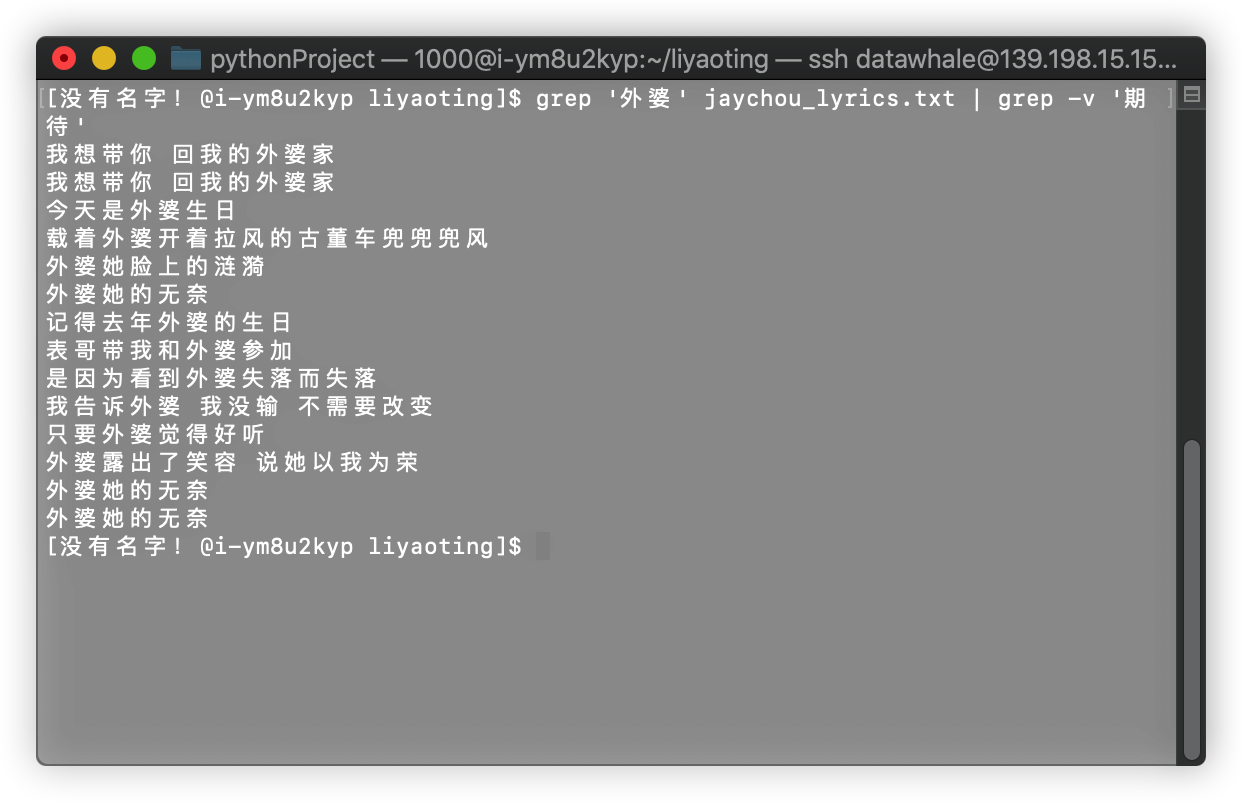 pythonProject — 1000@i-ym8u2kyp:~/liyaoting — ssh datawhale@139.198.15.15...
[[没有名字! @i-ym8u2kyp liyaoting]$ grep '外婆' jaychou_lyrics.txt | grep -v '期 ]
待'
我想带你 回我的外婆家
我想带你 回我的外婆家
今天是外婆生日
载着外婆开着拉风的古董车兜兜兜风
外婆她脸上的涟漪
外婆她的无奈
记得去年外婆的生日
表哥带我和外婆参加
是因为看到外婆失落而失落
我告诉外婆 我没输 不需要改变
只要外婆觉得好听
外婆露出了笑容 说她以我为荣
外婆她的无奈
外婆她的无奈
[没有名字! @i-ym8u2kyp liyaoting]$